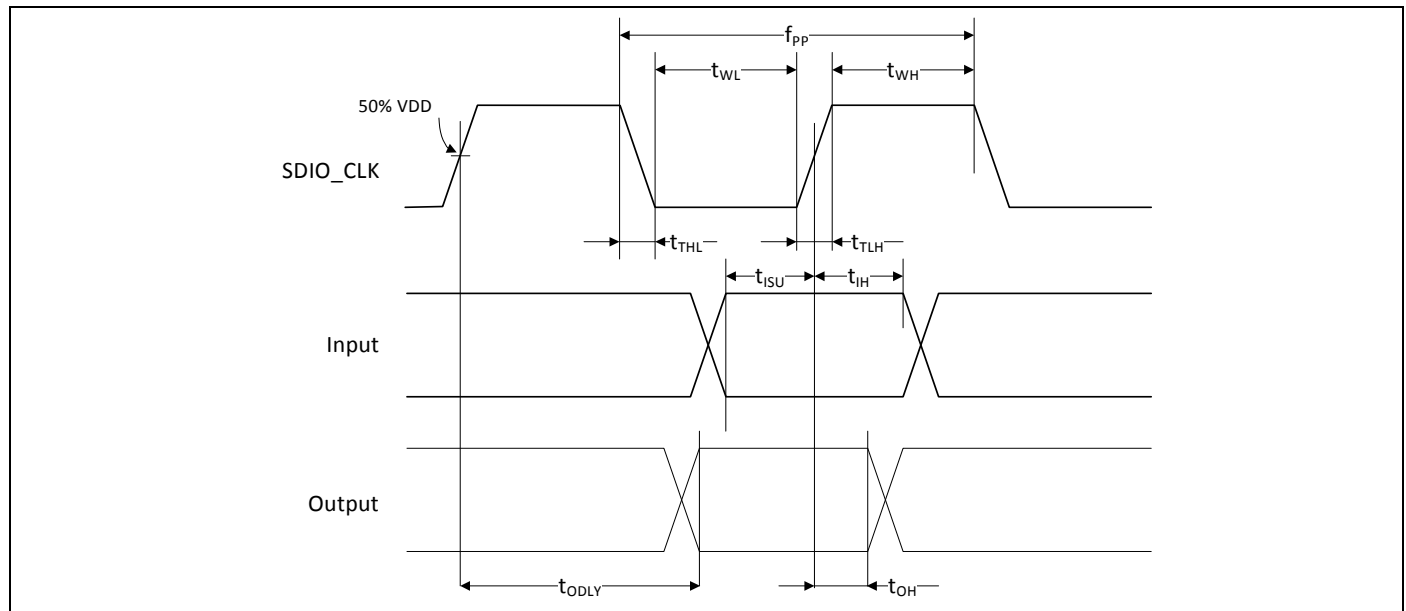 fPP
tWL
tWH
50% VDD
SDIO_CLK
tTHL
tTLH
tISU
tIH
Input
Output
tODLY
tOH